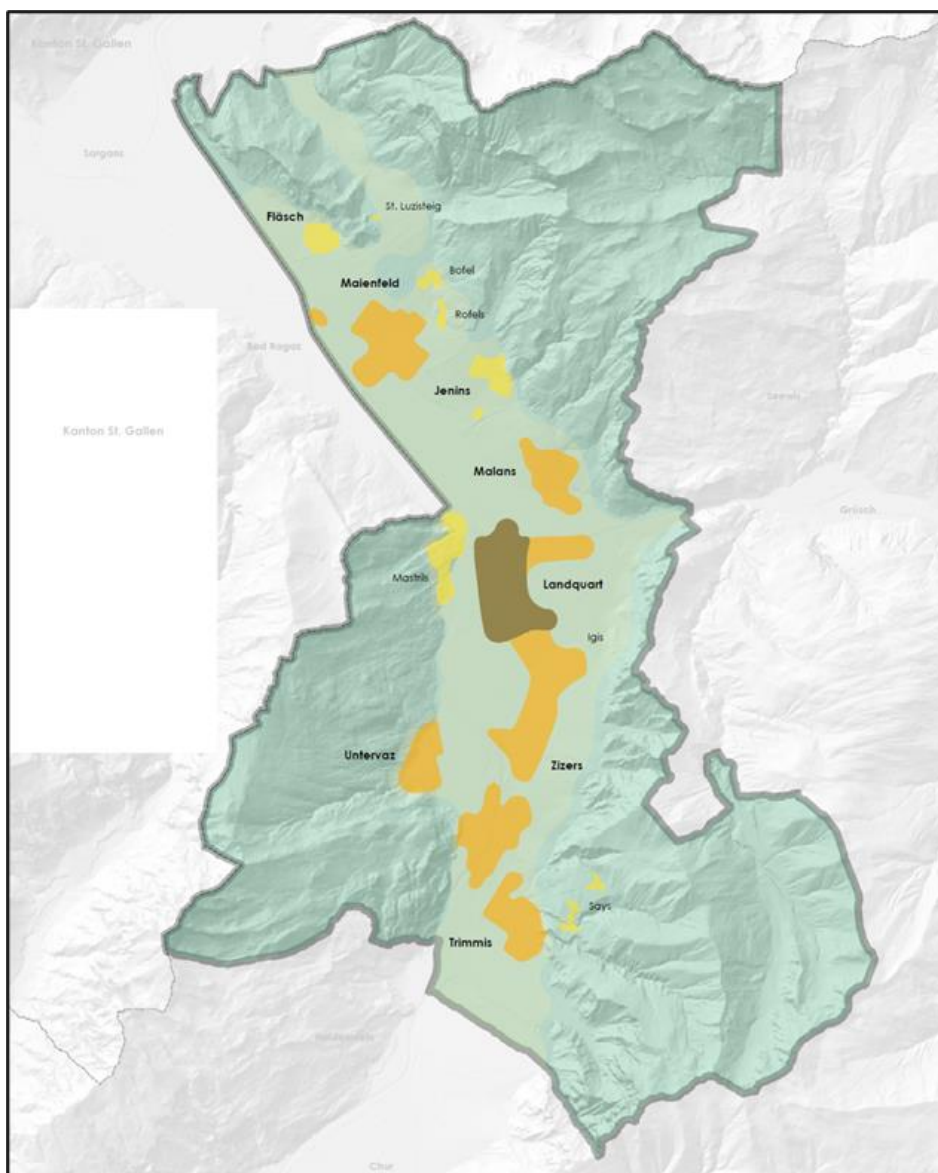 Kanton St. Gallen
Sargans
St. Luzisteig
Fläsch
Bofel
Maienfeld
Rofels
Bad Ragaz
Jenins
Kanton St. Gallen
Malans
Grüsch
Mastrils
Landquart
Igis
Untervaz
Zizers
Says
Trimmis
Chur